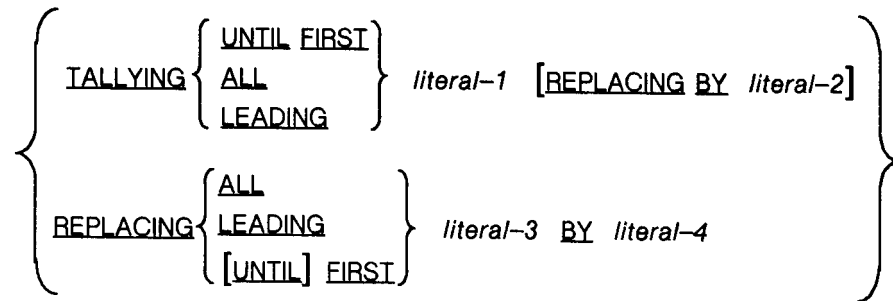 UNTIL FIRST
TALLYING ALL literal-1 [REPLACING BY literal-2]
LEADING
ALL
REPLACING LEADING literal-3 BY literal-4
[UNTIL] FIRST